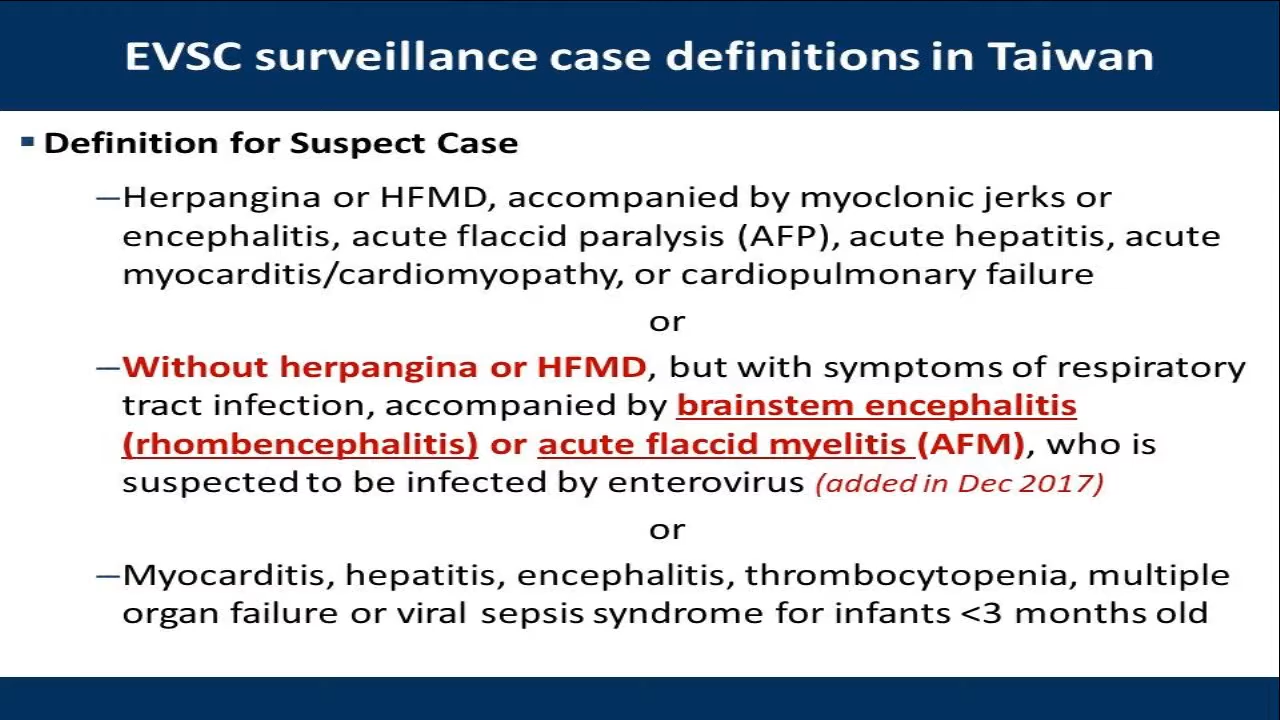 EVSC surveillance case definitions in Taiwan
▪ Definition for Suspect Case
–Herpangina or HFMD, accompanied by myoclonic jerks or
encephalitis, acute flaccid paralysis (AFP), acute hepatitis, acute
myocarditis/cardiomyopathy, or cardiopulmonary failure
or
–Without herpangina or HFMD, but with symptoms of respiratory
tract infection, accompanied by brainstem encephalitis
(rhombencephalitis) or acute flaccid myelitis (AFM), who is
suspected to be infected by enterovirus (added in Dec 2017)
or
–Myocarditis, hepatitis, encephalitis, thrombocytopenia, multiple
organ failure or viral sepsis syndrome for infants <3 months old